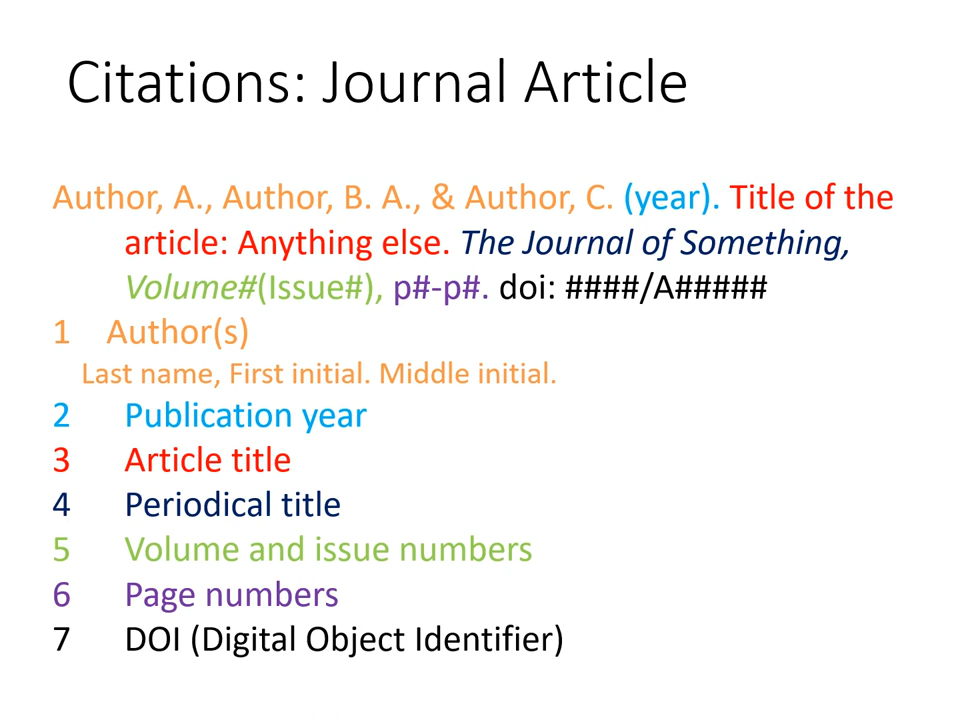 Citations: Journal Article
Author, A., Author, B. A., & Author, C. (year). Title of the
article: Anything else. The Journal of Something,
Volume#(Issue#), p#-p#. doi: ####/A#####
1 Author(s)
Last name, First initial. Middle initial.
2 Publication year
3 Article title
4 Periodical title
5 Volume and issue numbers
6 Page numbers
7 DOI (Digital Object Identifier)